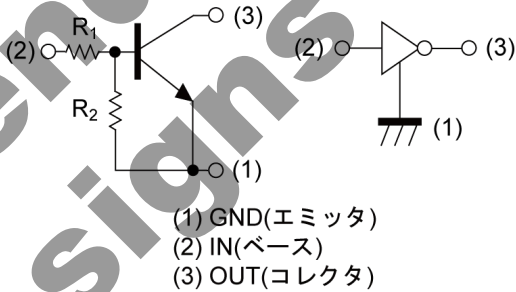 R1
(3)
(2)
R2
(1)
(2)
(3)
(1)
(1) GND(エミッタ)
(2) IN(ベース)
(3) OUT(コレクタ)